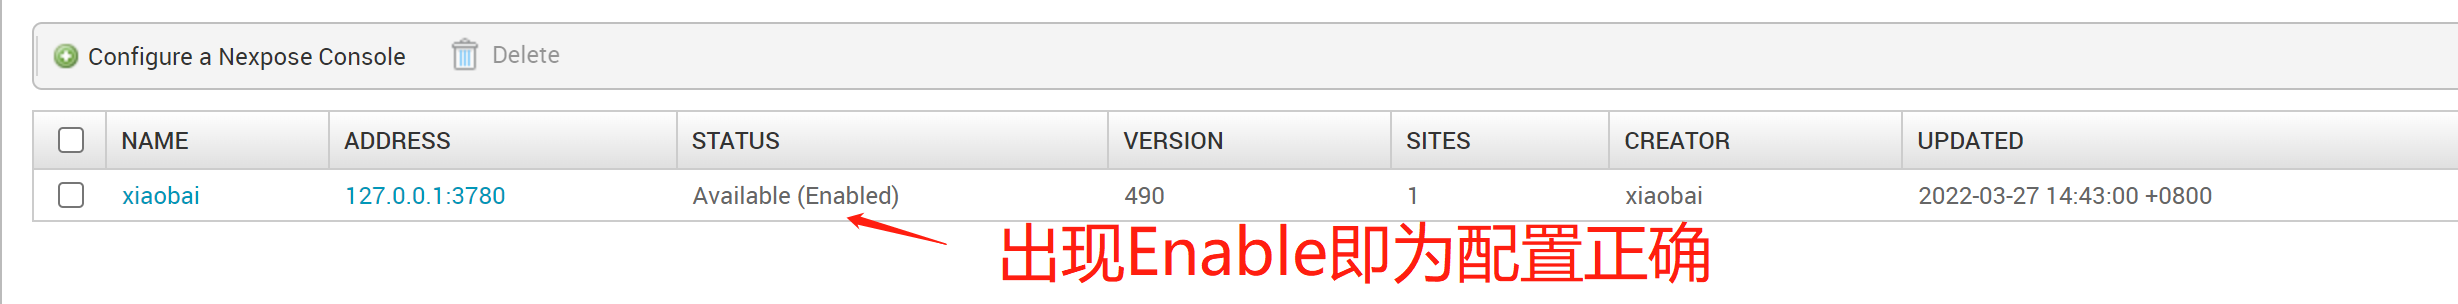 Configure a Nexpose Console Delete
NAME ADDRESS STATUS VERSION SITES CREATOR UPDATED
xiaobai 127.0.0.1:3780 Available (Enabled) 490 1 xiaobai 2022-03-27 14:43:00 +0800
出现Enable即为配置正确